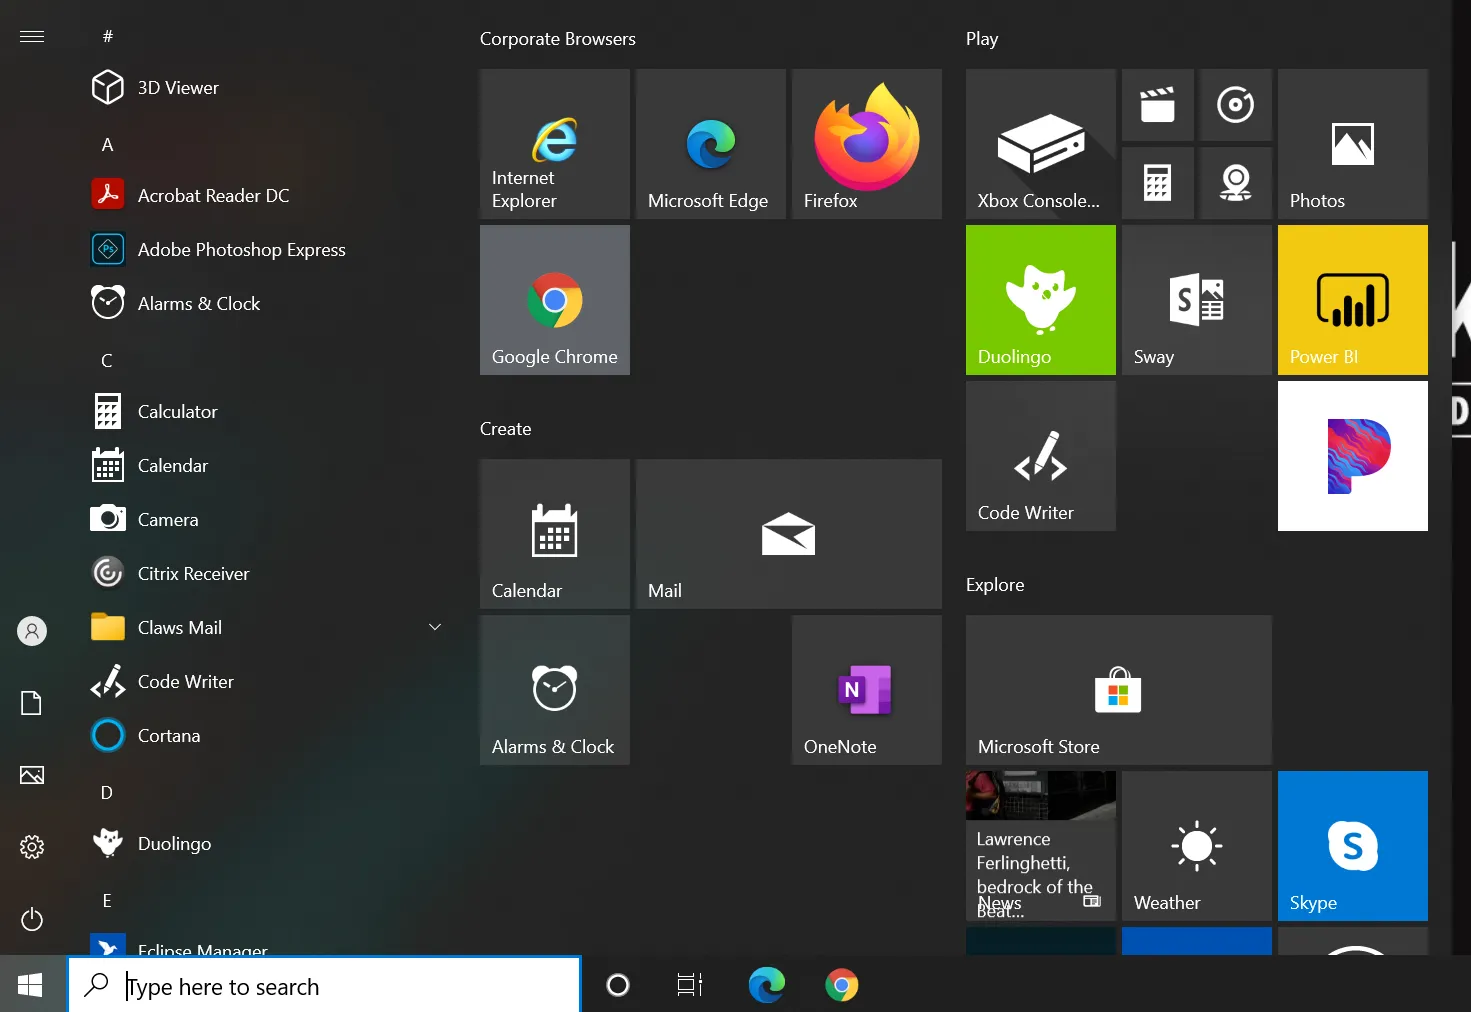 #
3D Viewer
A
Acrobat Reader DC
Adobe Photoshop Express
Alarms & Clock
C
Calculator
Calendar
Camera
Citrix Receiver
Claws Mail
Code Writer
Cortana
D
Duolingo
E
Eclipse Manager
Corporate Browsers
Internet
Explorer
Microsoft Edge
Firefox
Google Chrome
Create
Calendar
Mail
Alarms & Clock
N
OneNote
Play
Xbox Console...
Photos
Duolingo
S
Sway
Power BI
Code Writer
Explore
Microsoft Store
Lawrence
Ferlinghetti,
bedrock of the
Beat...
News
Weather
S
Skype
Ps
D
Type here to search